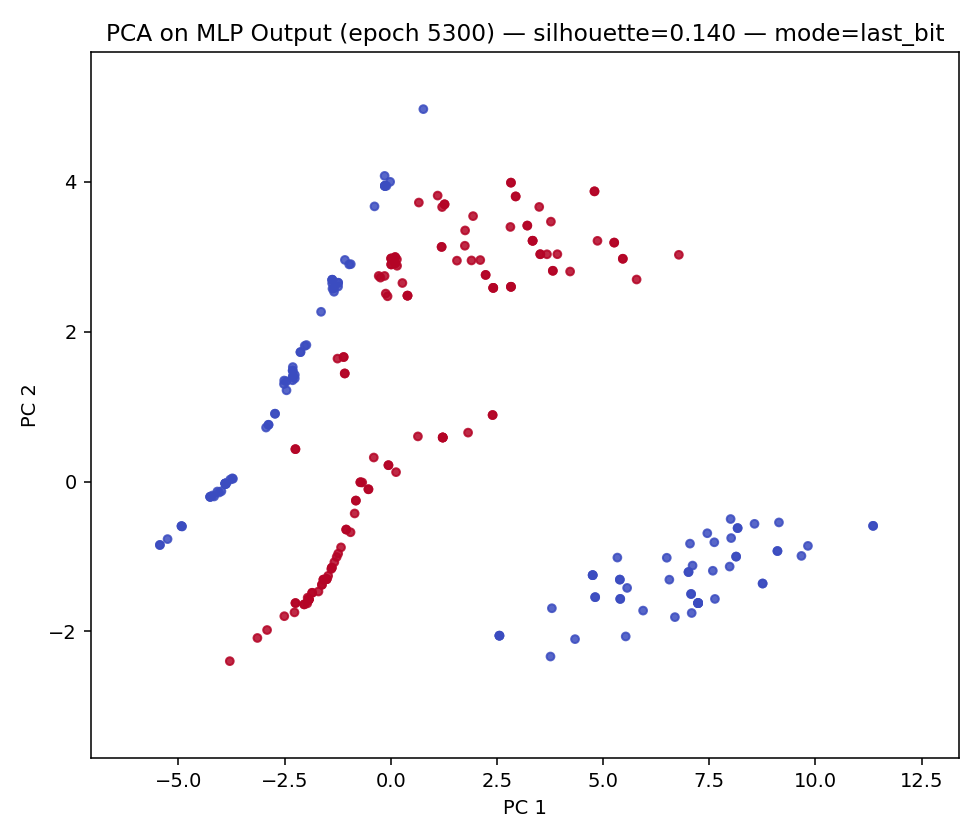 PCA on MLP Output (epoch 5300) — silhouette=0.140 — mode=last_bit
4
2
0
−2
PC 2
−5.0 −2.5 0.0 2.5 5.0 7.5 10.0 12.5
PC 1